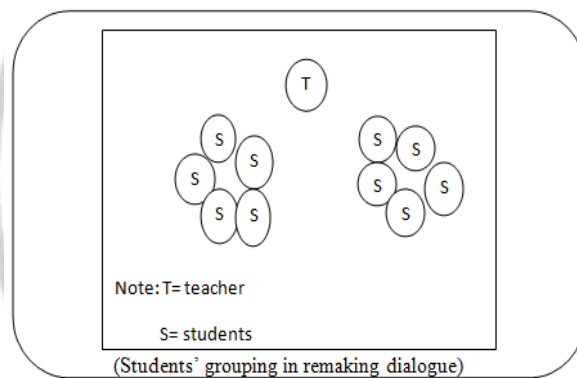 T
S
S
S
S
S
S
S
S
S
S
Note: T= teacher
S= students
(Students’ grouping in remaking dialogue)